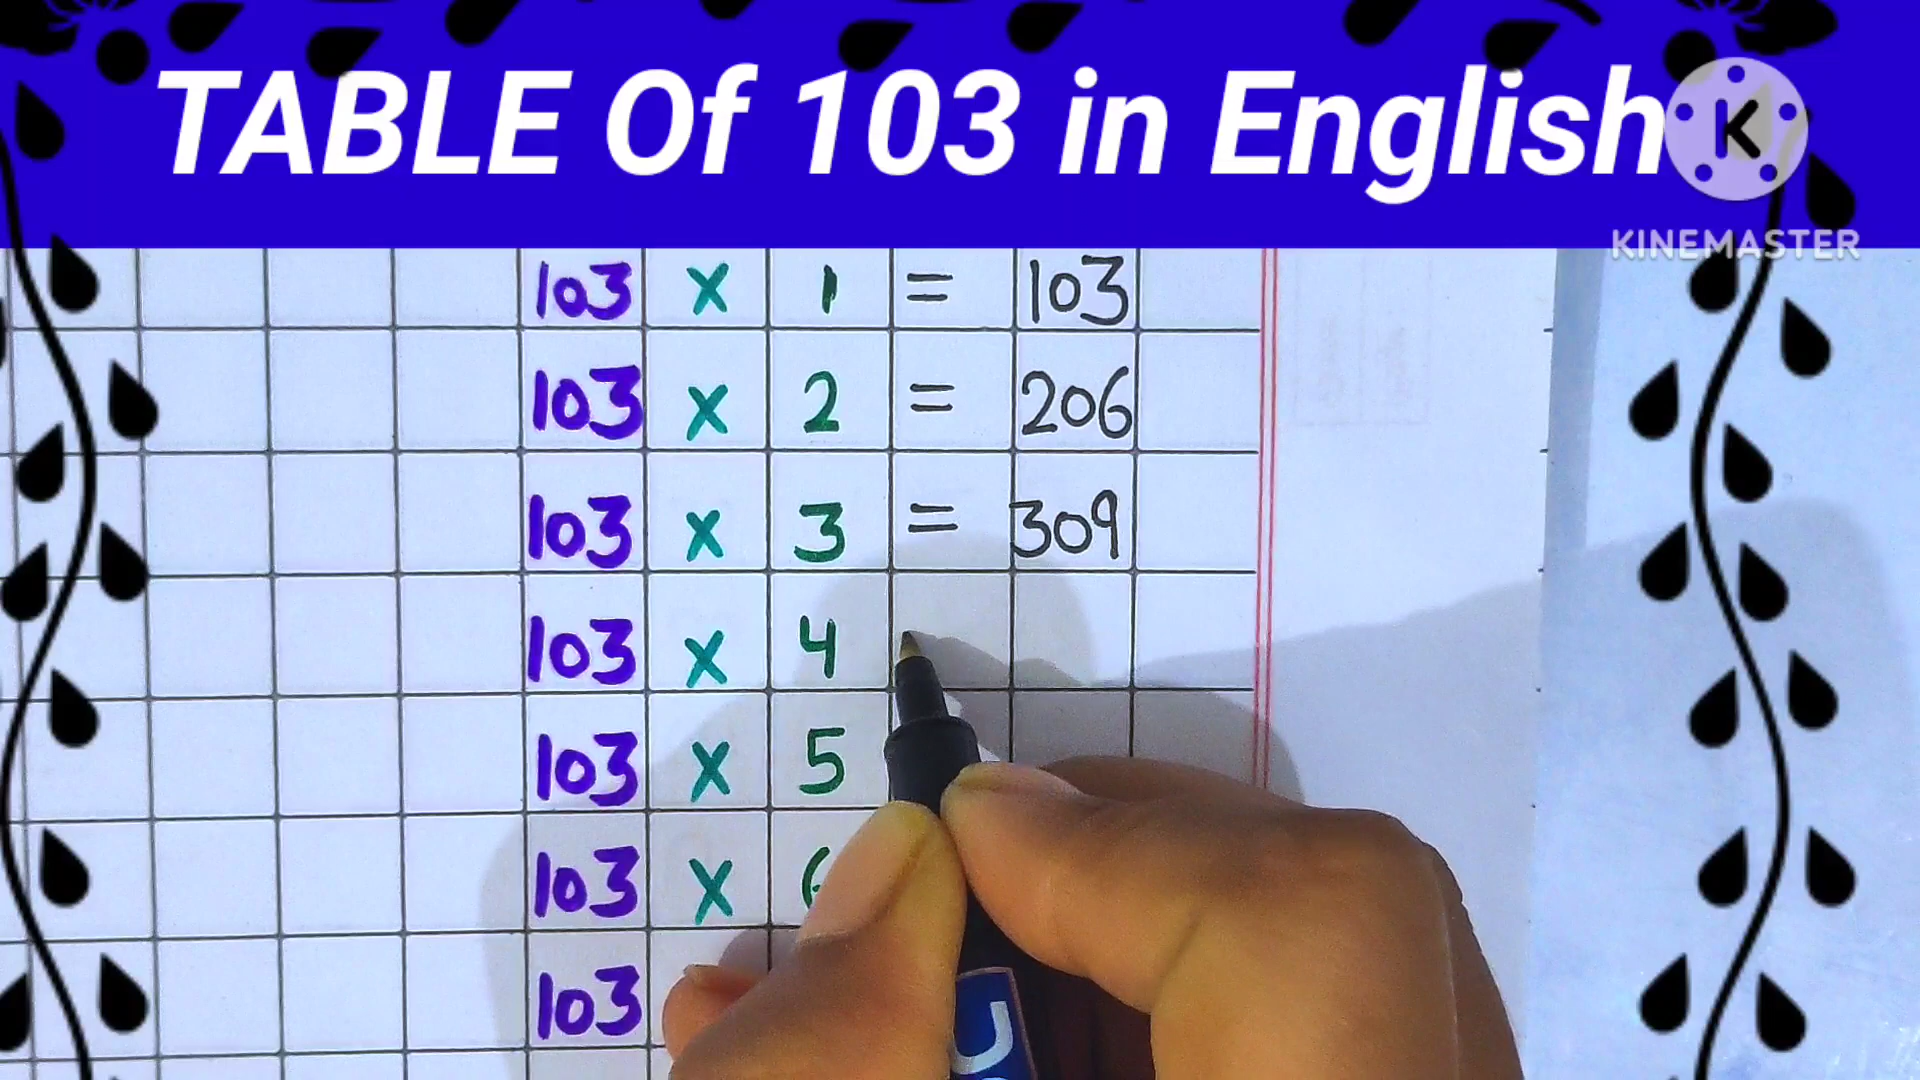 TABLE Of 103 in English
K
KINEMASTER
103 x 1 = 103
103 x 2 = 206
103 x 3 = 309
103 x 4
103 x 5
103 x 6
103